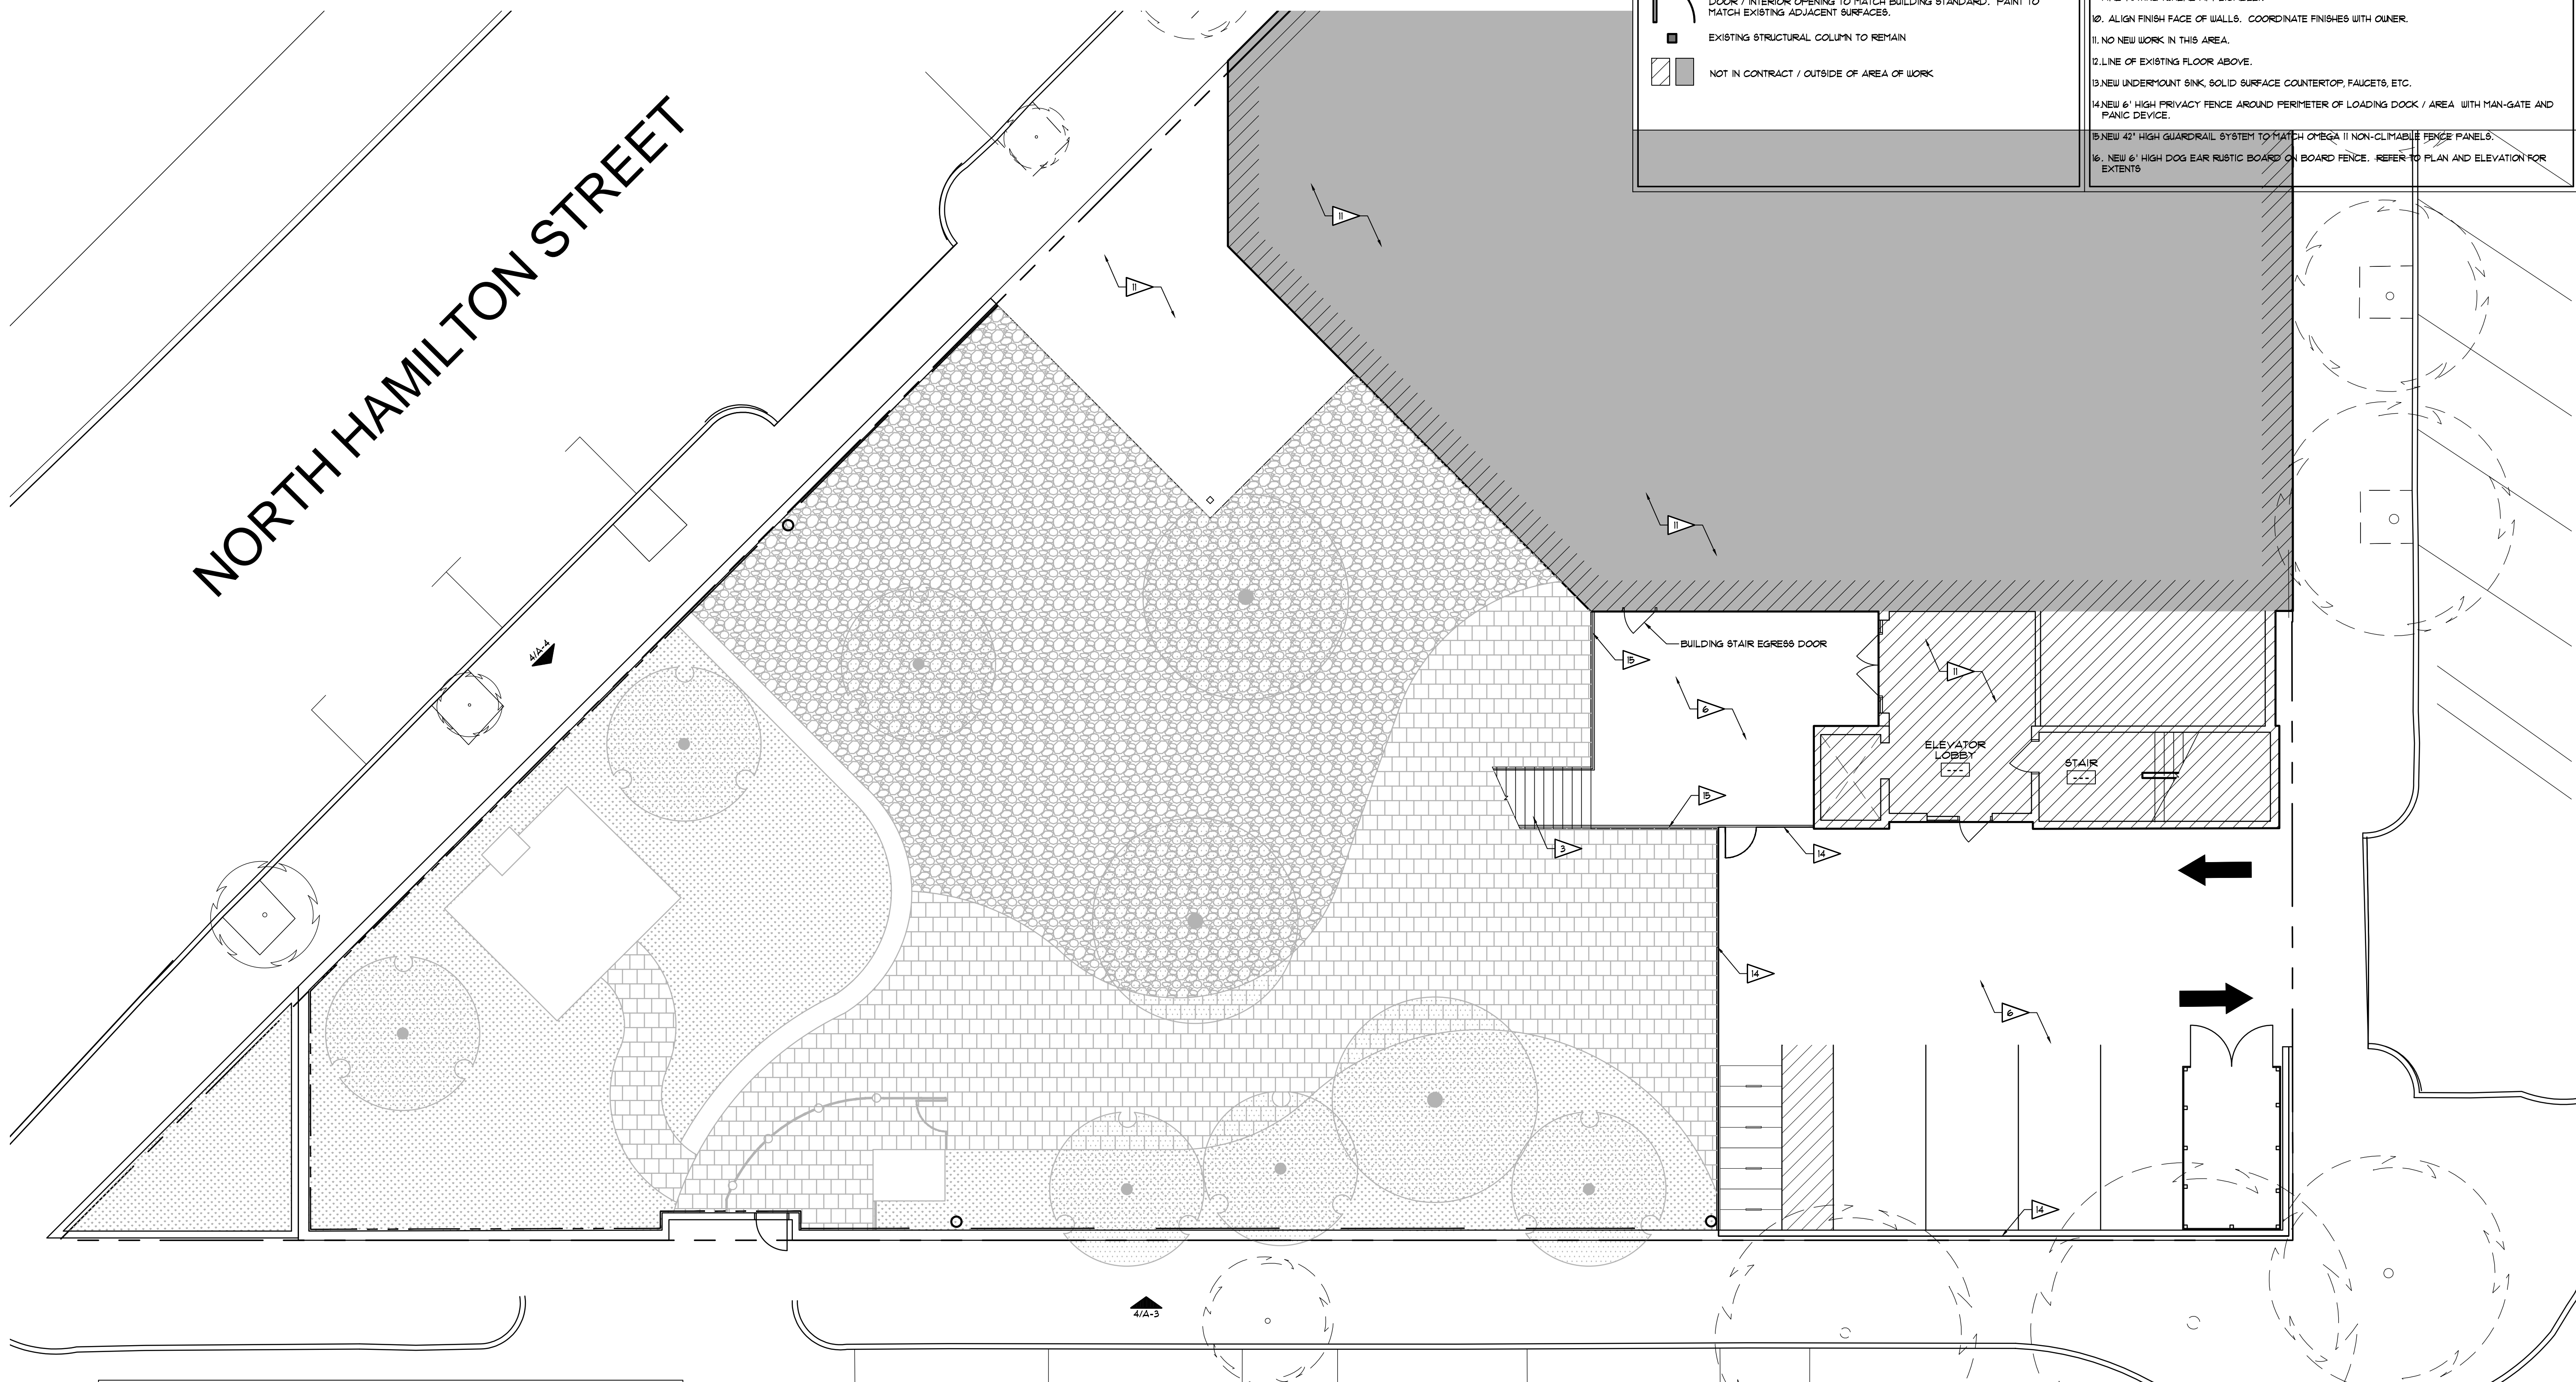 DOOR / INTERIOR OPENING TO MATCH BUILDING STANDARD. PAINT TO
MATCH EXISTING ADJACENT SURFACES.
EXISTING STRUCTURAL COLUMN TO REMAIN
NOT IN CONTRACT / OUTSIDE OF AREA OF WORK
10. ALIGN FINISH FACE OF WALLS. COORDINATE FINISHES WITH OWNER.
11. NO NEW WORK IN THIS AREA.
12. LINE OF EXISTING FLOOR ABOVE.
13. NEW UNDERMOUNT SINK, SOLID SURFACE COUNTERTOP, FAUCETS, ETC.
14. NEW 6' HIGH PRIVACY FENCE AROUND PERIMETER OF LOADING DOCK / AREA WITH MAN-GATE AND
PANIC DEVICE.
15. NEW 42" HIGH GUARDRAIL SYSTEM TO MATCH OMEGA II NON-CLIMABLE FENCE PANELS.
16. NEW 6' HIGH DOG EAR RUSTIC BOARD ON BOARD FENCE. REFER TO PLAN AND ELEVATION FOR
EXTENTS
NORTH HAMILTON STREET
11
11
11
BUILDING STAIR EGRESS DOOR
15
11
6
ELEVATOR
LOBBY
---
STAIR
---
15
3
14
4/A-4
14
6
14
4/A-3